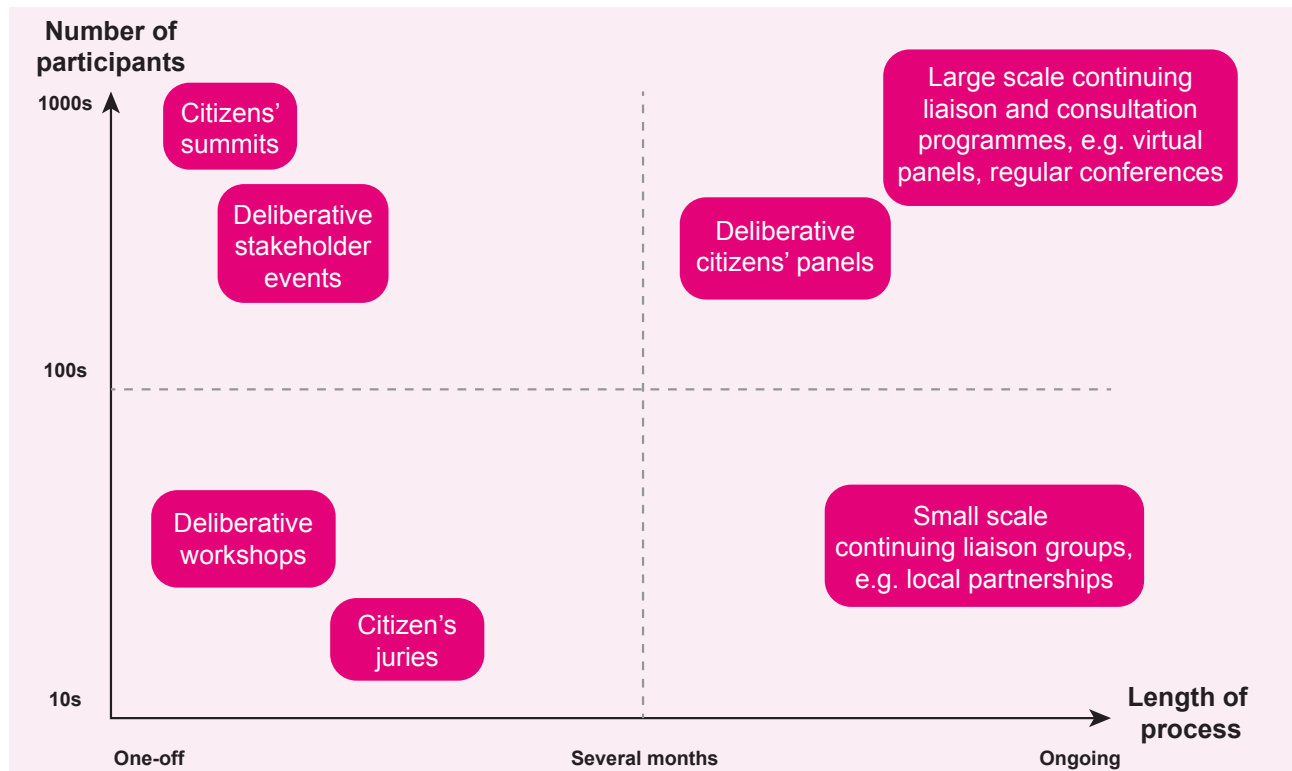 Number of
participants
1000s
Citizens’
summits
Deliberative
stakeholder
events
Large scale continuing
liaison and consultation
programmes, e.g. virtual
panels, regular conferences
Deliberative
citizens’ panels
100s
Deliberative
workshops
Citizen’s
juries
Small scale
continuing liaison groups,
e.g. local partnerships
10s
Length of
process
One-off
Several months
Ongoing